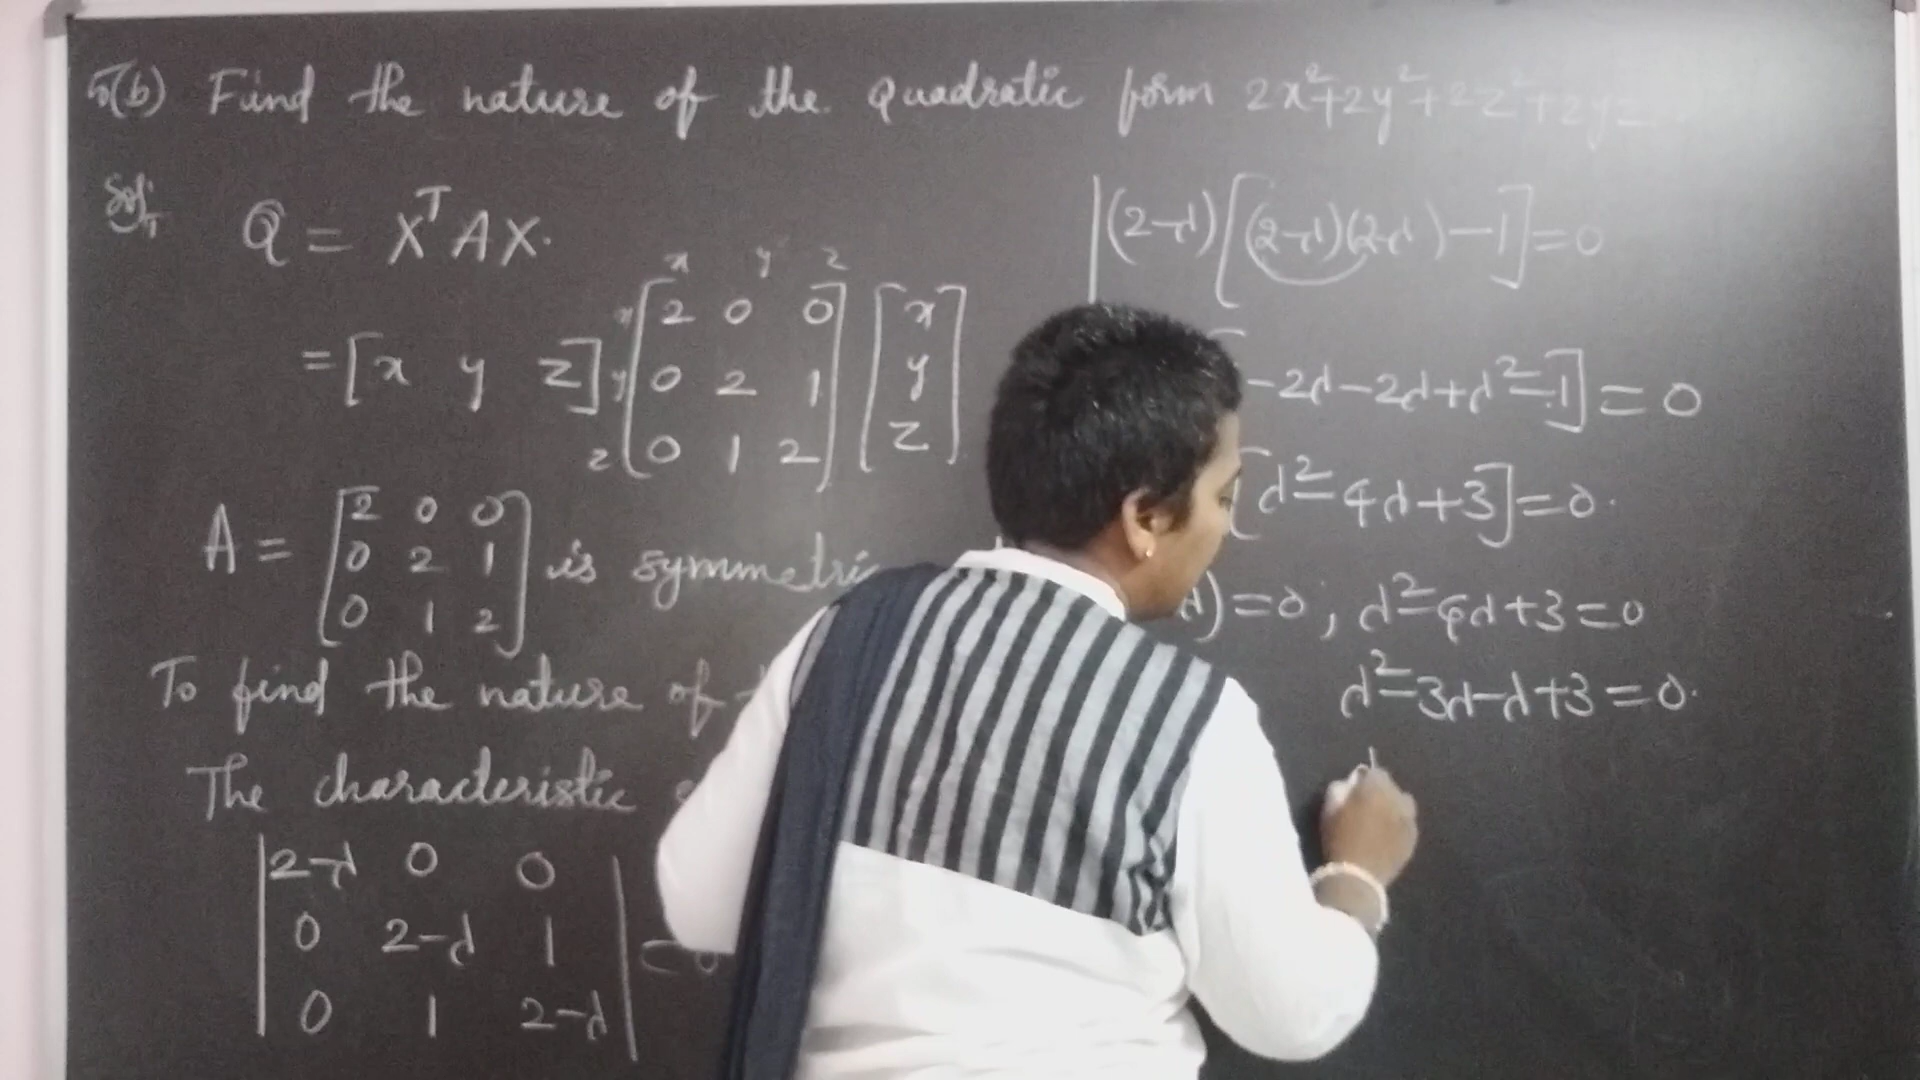 5(b) Find the nature of the Quadratic form 2x²+2y²+2z²+2yz.
Sol:
Q = XᵀAX.
x y z
= [x y z] x [2 0 0] [x]
y [0 2 1] [y]
z [0 1 2] [z]
A = [2 0 0]
[0 2 1] is symmetric
[0 1 2]
To find the nature of
The characteristic
|2-λ 0 0|
|0 2-λ 1| = 0
|0 1 2-λ|
(2-λ)[(2-λ)(2-λ)-1]=0
-2λ-2λ+λ²-1]=0
[λ²-4λ+3]=0.
λ)=0; λ²-4λ+3=0
λ²-3λ-λ+3=0.